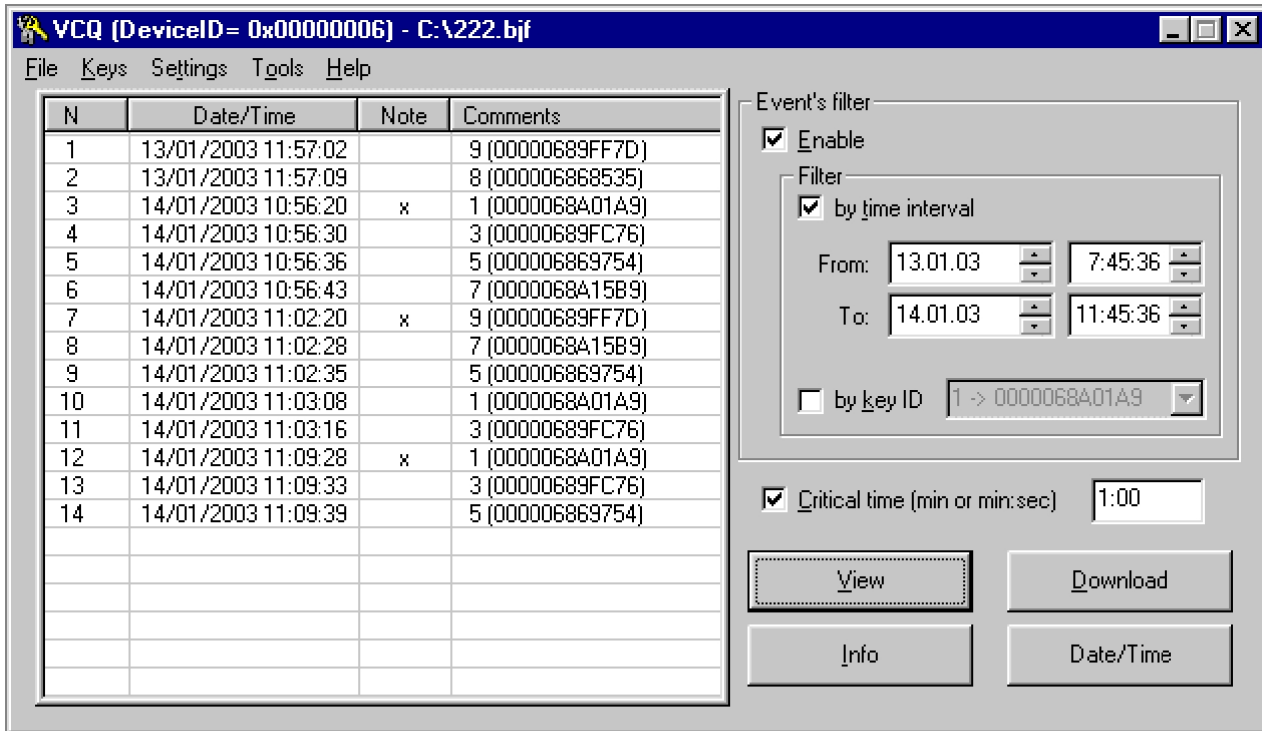 VCQ (DeviceID= 0x00000006) - C:\222.bjf
File Keys Settings Tools Help
N Date/Time Note Comments
1 13/01/2003 11:57:02 9 (00000689FF7D)
2 13/01/2003 11:57:09 8 (000006868535)
3 14/01/2003 10:56:20 x 1 (0000068A01A9)
4 14/01/2003 10:56:30 3 (00000689FC76)
5 14/01/2003 10:56:36 5 (000006869754)
6 14/01/2003 10:56:43 7 (0000068A15B9)
7 14/01/2003 11:02:20 x 9 (00000689FF7D)
8 14/01/2003 11:02:28 7 (0000068A15B9)
9 14/01/2003 11:02:35 5 (000006869754)
10 14/01/2003 11:03:08 1 (0000068A01A9)
11 14/01/2003 11:03:16 3 (00000689FC76)
12 14/01/2003 11:09:28 x 1 (0000068A01A9)
13 14/01/2003 11:09:33 3 (00000689FC76)
14 14/01/2003 11:09:39 5 (000006869754)
Event's filter
Enable
Filter
by time interval
From: 13.01.03 7:45:36
To: 14.01.03 11:45:36
by key ID 1 -> 0000068A01A9
Critical time (min or min:sec) 1:00
View Download
Info Date/Time